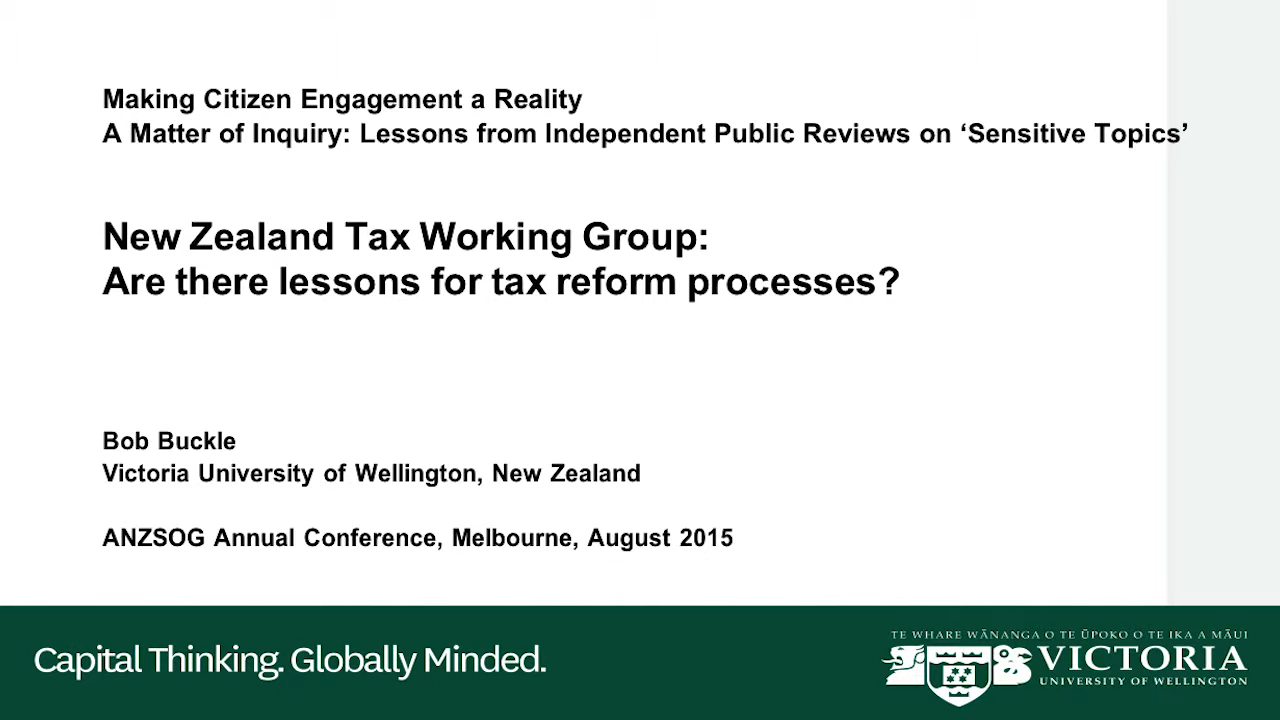 Making Citizen Engagement a Reality
A Matter of Inquiry: Lessons from Independent Public Reviews on ‘Sensitive Topics’
New Zealand Tax Working Group:
Are there lessons for tax reform processes?
Bob Buckle
Victoria University of Wellington, New Zealand
ANZSOG Annual Conference, Melbourne, August 2015
Capital Thinking. Globally Minded.
TE WHARE WĀNANGA O TE ŪPOKO O TE IKA A MĀUI
VICTORIA
UNIVERSITY OF WELLINGTON